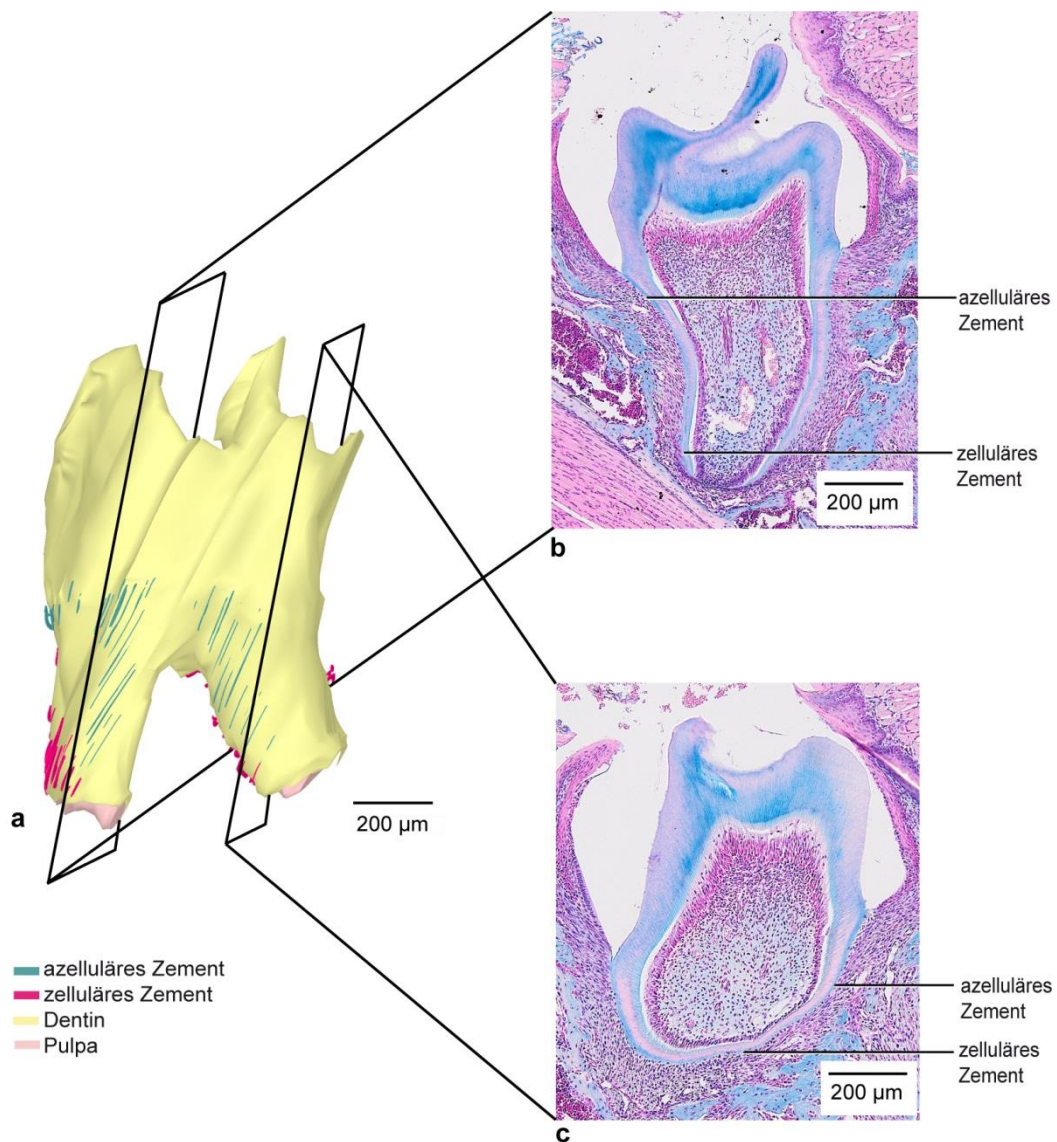 azelluläres
Zement
zelluläres
Zement
200 µm
b
a
200 µm
azelluläres Zement
zelluläres Zement
Dentin
Pulpa
azelluläres
Zement
zelluläres
Zement
200 µm
c